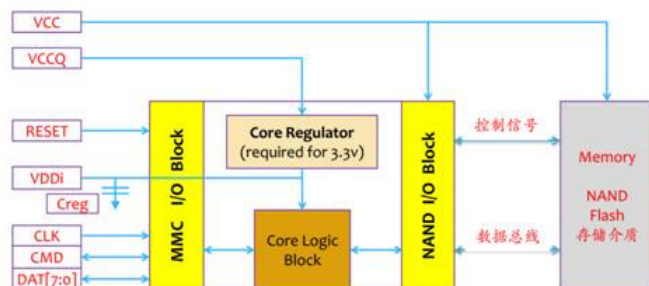 VCC
VCCQ
RESET
VDDi
Creg
CLK
CMD
DAT[7:0]
MMC I/O Block
Core Regulator
(required for 3.3v)
Core Logic
Block
NAND I/O Block
控制信号
数据总线
Memory
NAND
Flash
存储介质